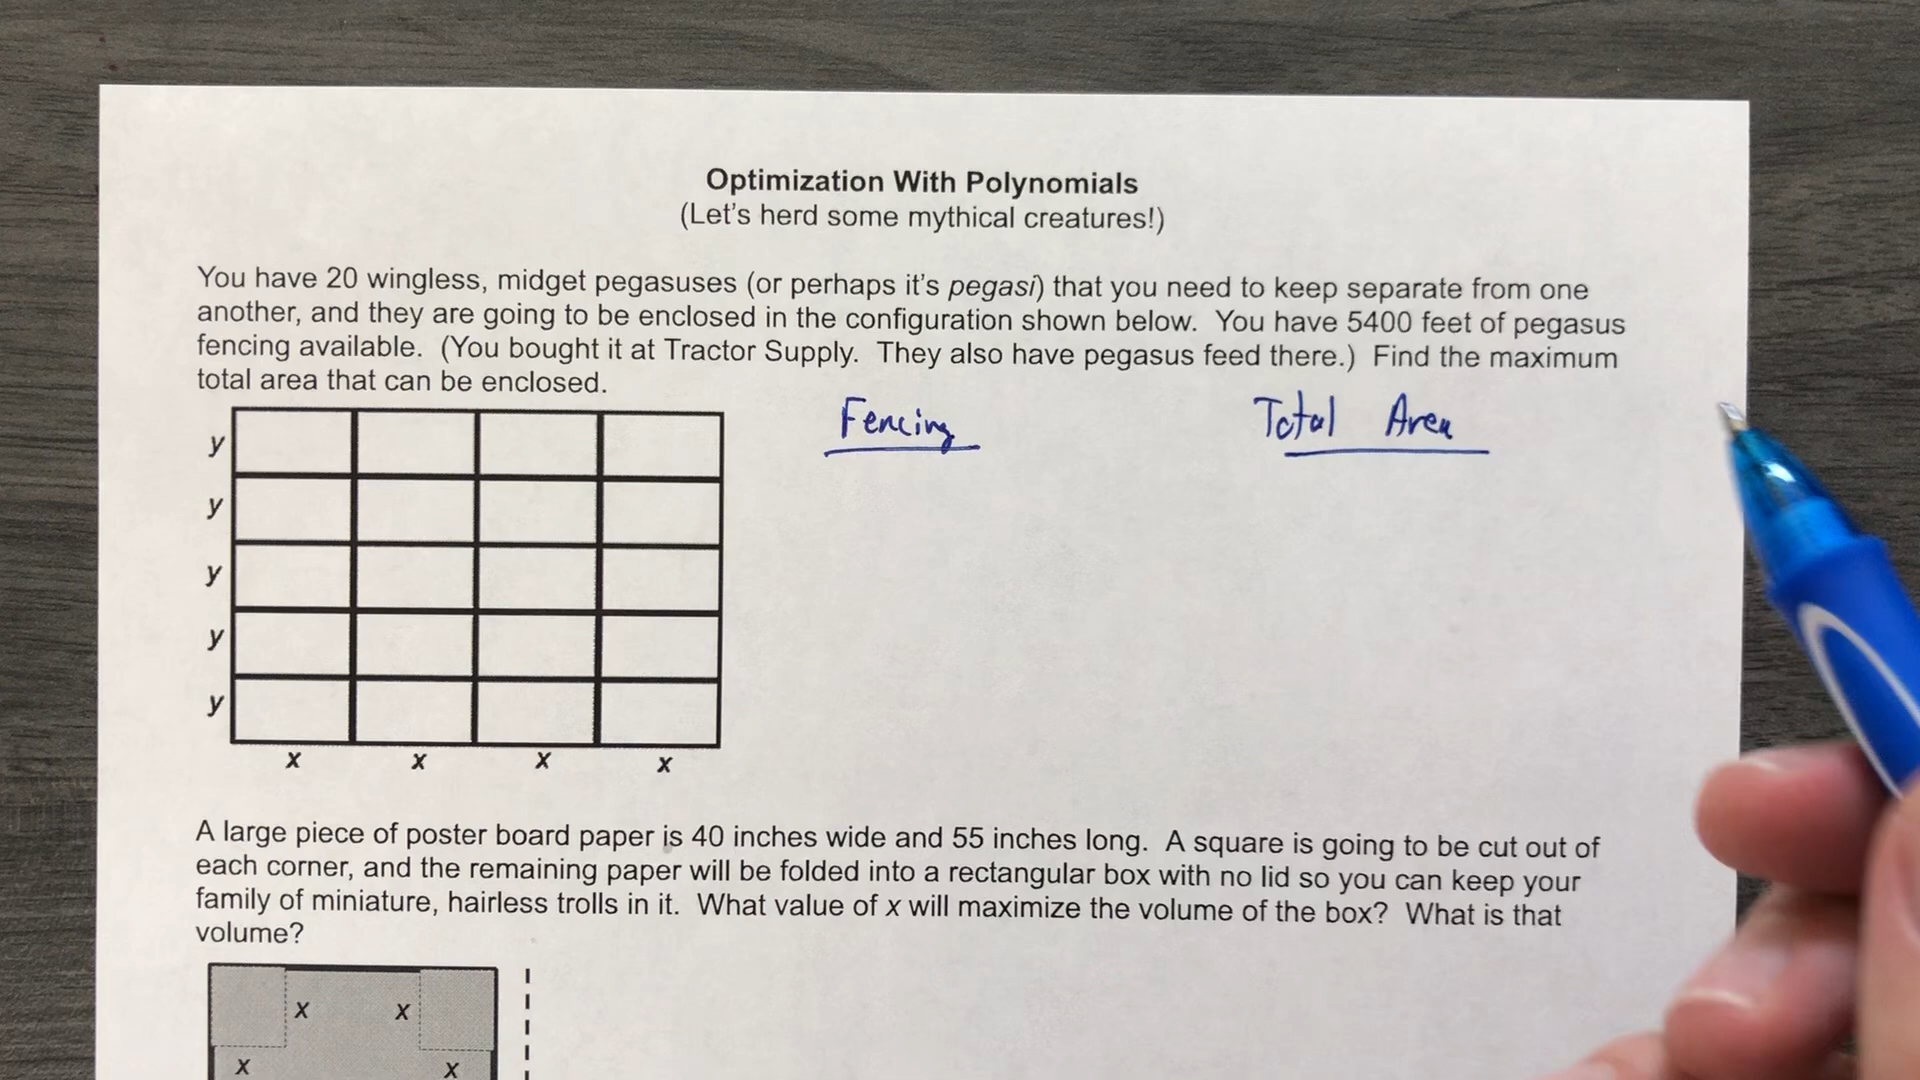 Optimization With Polynomials
(Let's herd some mythical creatures!)
You have 20 wingless, midget pegasuses (or perhaps it's pegasi) that you need to keep separate from one
another, and they are going to be enclosed in the configuration shown below. You have 5400 feet of pegasus
fencing available. (You bought it at Tractor Supply. They also have pegasus feed there.) Find the maximum
total area that can be enclosed.
Fencing Total Area
y
y
y
y
y
x x x x
A large piece of poster board paper is 40 inches wide and 55 inches long. A square is going to be cut out of
each corner, and the remaining paper will be folded into a rectangular box with no lid so you can keep your
family of miniature, hairless trolls in it. What value of x will maximize the volume of the box? What is that
volume?
x x
x x